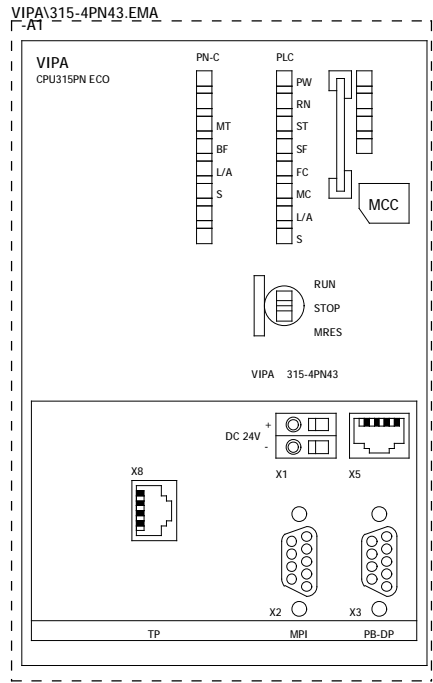 VIPA\315-4PN43.EMA
-A1
VIPA
CPU315PN ECO
PN-C PLC
PW
RN
MT ST
BF SF
L/A FC
S MC
L/A
S
MCC
RUN
STOP
MRES
VIPA 315-4PN43
+
DC 24V
-
X8 X1 X5
X2 X3
TP MPI PB-DP